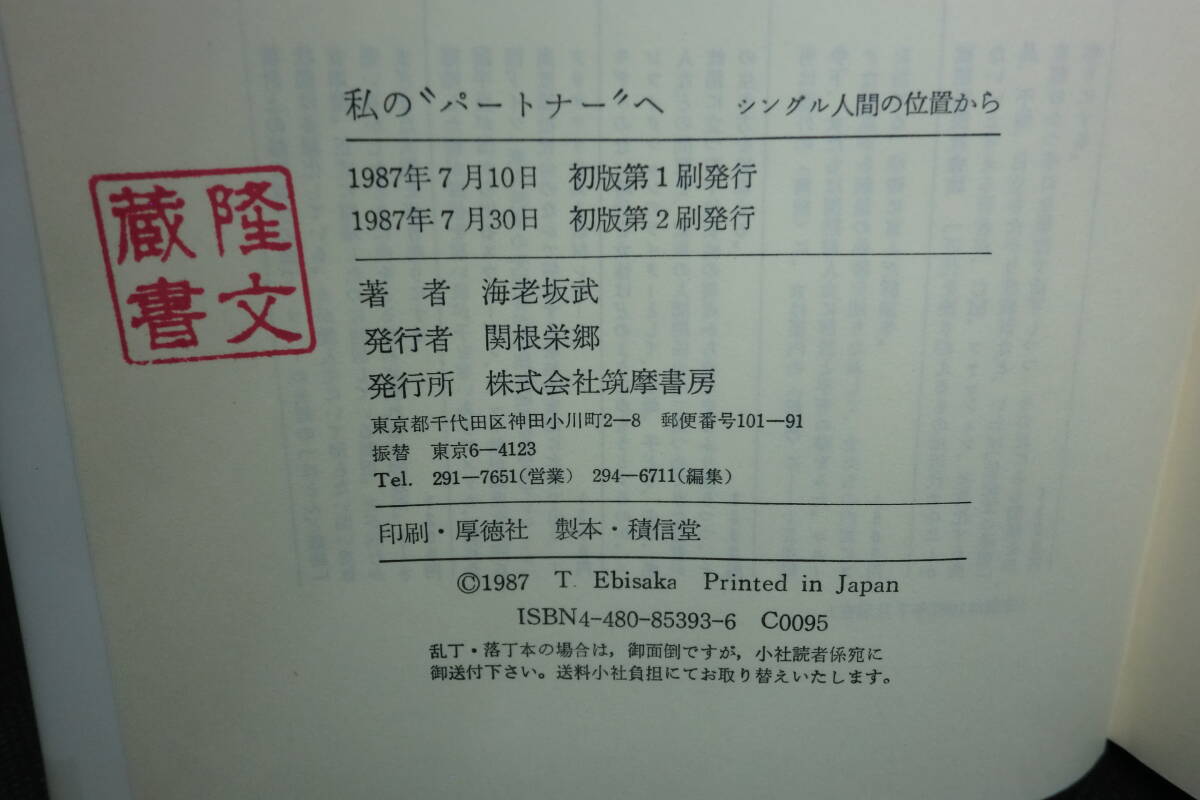 私の〝パートナー〟へ　シングル人間の位置から
1987年7月10日　初版第1刷発行
1987年7月30日　初版第2刷発行
著　者　海老坂武
発行者　関根栄郷
発行所　株式会社筑摩書房
東京都千代田区神田小川町2—8　郵便番号101—91
振替　東京6—4123
Tel.　291—7651(営業)　294—6711(編集)
印刷・厚徳社　製本・積信堂
©1987　T. Ebisaka　Printed in Japan
ISBN4-480-85393-6　C0095
乱丁・落丁本の場合は，御面倒ですが，小社読者係宛に
御送付下さい。送料小社負担にてお取り替えいたします。
隆文
蔵書